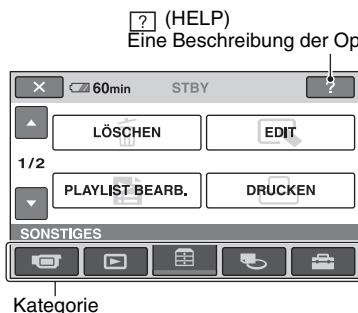 ? (HELP)
Eine Beschreibung der Op
60min STBY ?
LÖSCHEN EDIT
1/2
PLAYLIST BEARB. DRUCKEN
SONSTIGES
Kategorie